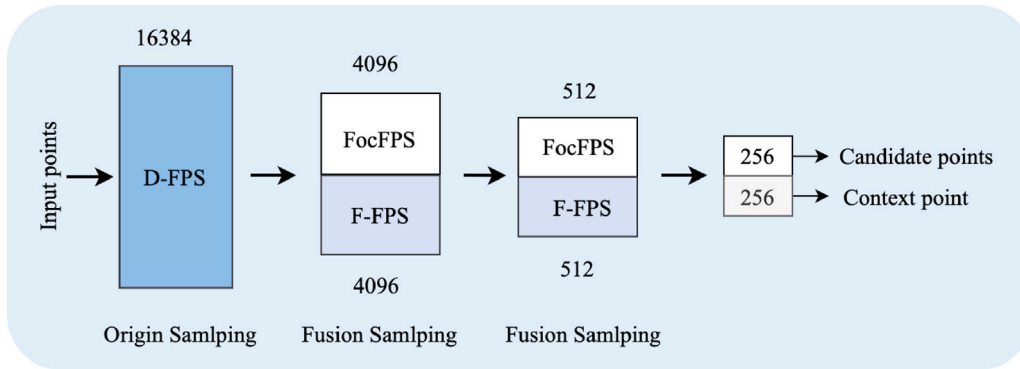 Input points
16384
D-FPS
Origin Samlping
4096
FocFPS
F-FPS
4096
Fusion Samlping
512
FocFPS
F-FPS
512
Fusion Samlping
256
Candidate points
256
Context point